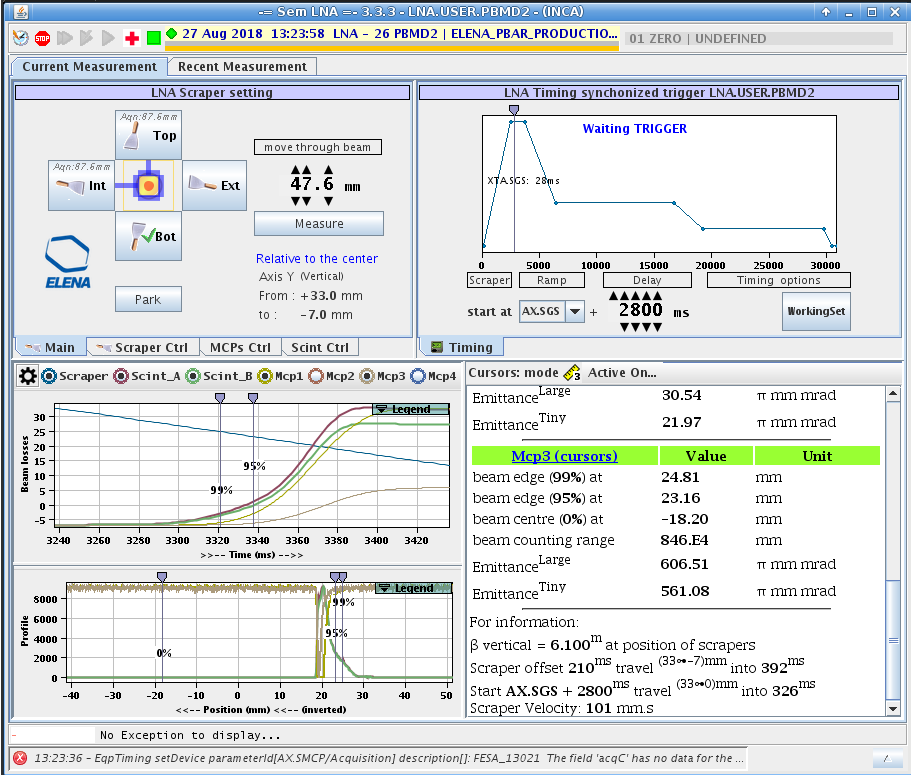 -= Sem LNA =- 3.3.3 - LNA.USER.PBMD2 - (INCA)
STOP
27 Aug 2018 13:23:58 LNA - 26 PBMD2 | ELENA_PBAR_PRODUCTIO...
01 ZERO | UNDEFINED
Current Measurement
Recent Measurement
LNA Scraper setting
Aqn:87.6mm
Top
Aqn:87.6mm
Int
Ext
Bot
Park
ELENA
move through beam
47.6 mm
Measure
Relative to the center
Axis Y (Vertical)
From : +33.0 mm
to : -7.0 mm
Main
Scraper Ctrl
MCPs Ctrl
Scint Ctrl
LNA Timing synchonized trigger LNA.USER.PBMD2
Waiting TRIGGER
XTA.SGS: 28ms
0 5000 10000 15000 20000 25000 30000
Scraper Ramp Delay Timing options
start at AX.SGS + 2800 ms
WorkingSet
Timing
Scraper Scint_A Scint_B Mcp1 Mcp2 Mcp3 Mcp4
Legend
Beam losses
30
25
20
15
10
5
0
-5
99%
95%
3240 3260 3280 3300 3320 3340 3360 3380 3400 3420
>>-- Time (ms) -->>
Legend
Profile
8000
6000
4000
2000
0
0%
95%
99%
-40 -30 -20 -10 0 10 20 30 40 50
<<-- Position (mm) <<-- (inverted)
Cursors: mode
3
Active On...
Emittance Large 30.54 π mm mrad
Emittance Tiny 21.97 π mm mrad
Mcp3 (cursors) Value Unit
beam edge (99%) at 24.81 mm
beam edge (95%) at 23.16 mm
beam centre (0%) at -18.20 mm
beam counting range 846.E4 mm
Emittance Large 606.51 π mm mrad
Emittance Tiny 561.08 π mm mrad
For information:
β vertical = 6.100 m at position of scrapers
Scraper offset 210 ms travel (33⊶-7)mm into 392 ms
Start AX.SGS + 2800 ms travel (33⊶0)mm into 326 ms
Scraper Velocity: 101 mm.s
- No Exception to display...
13:23:36 - EqpTiming setDevice parameterId[AX.SMCP/Acquisition] description[]: FESA_13021 The field 'acqC' has no data for the ...